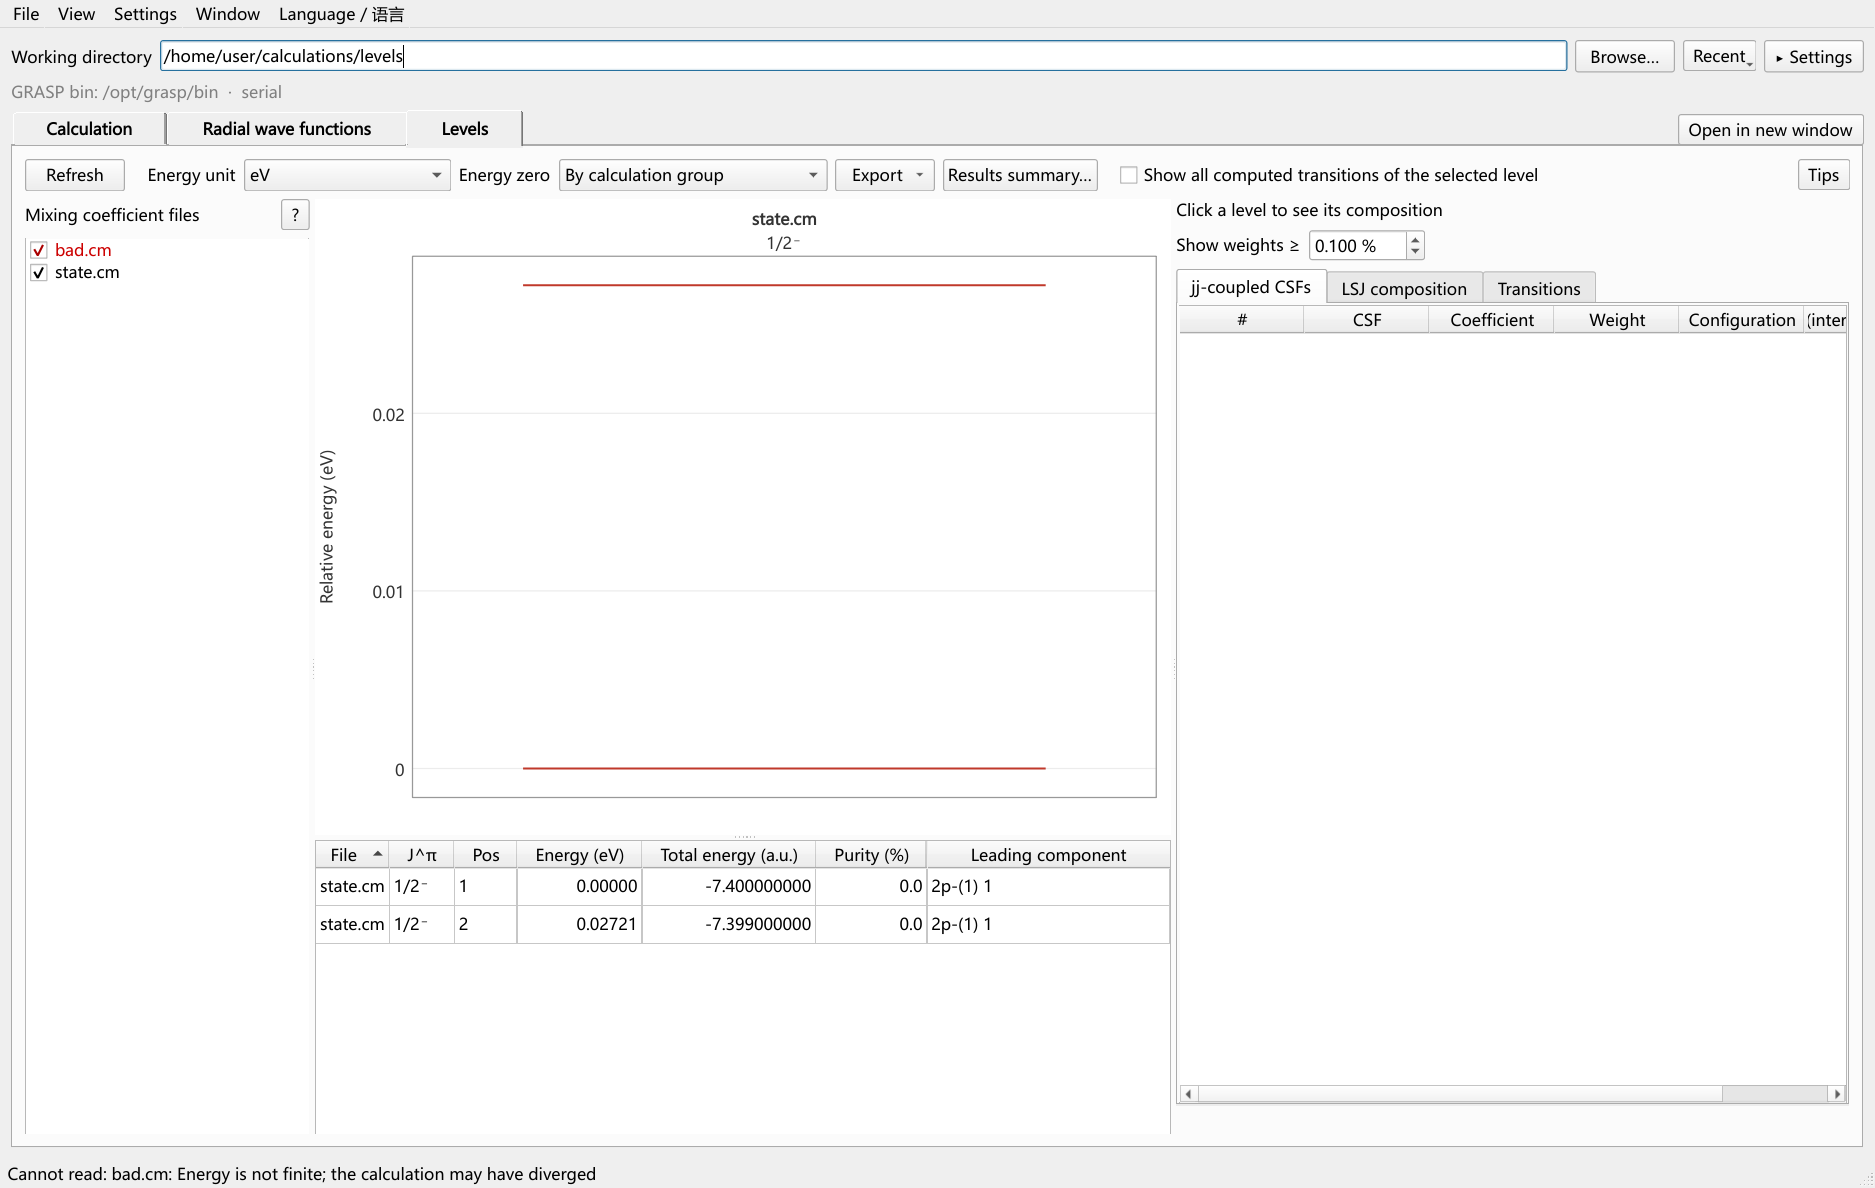 File View Settings Window Language / 语言
Working directory /home/user/calculations/levels Browse... Recent ▸ Settings
GRASP bin: /opt/grasp/bin · serial
Calculation Radial wave functions Levels Open in new window
Refresh Energy unit eV Energy zero By calculation group Export Results summary... Show all computed transitions of the selected level Tips
Mixing coefficient files ?
bad.cm
state.cm
state.cm
1/2⁻
0.02
0.01
0
Relative energy (eV)
File J^π Pos Energy (eV) Total energy (a.u.) Purity (%) Leading component
state.cm 1/2⁻ 1 0.00000 -7.400000000 0.0 2p-(1) 1
state.cm 1/2⁻ 2 0.02721 -7.399000000 0.0 2p-(1) 1
Click a level to see its composition
Show weights ≥ 0.100 %
jj-coupled CSFs LSJ composition Transitions
# CSF Coefficient Weight Configuration (inter
Cannot read: bad.cm: Energy is not finite; the calculation may have diverged